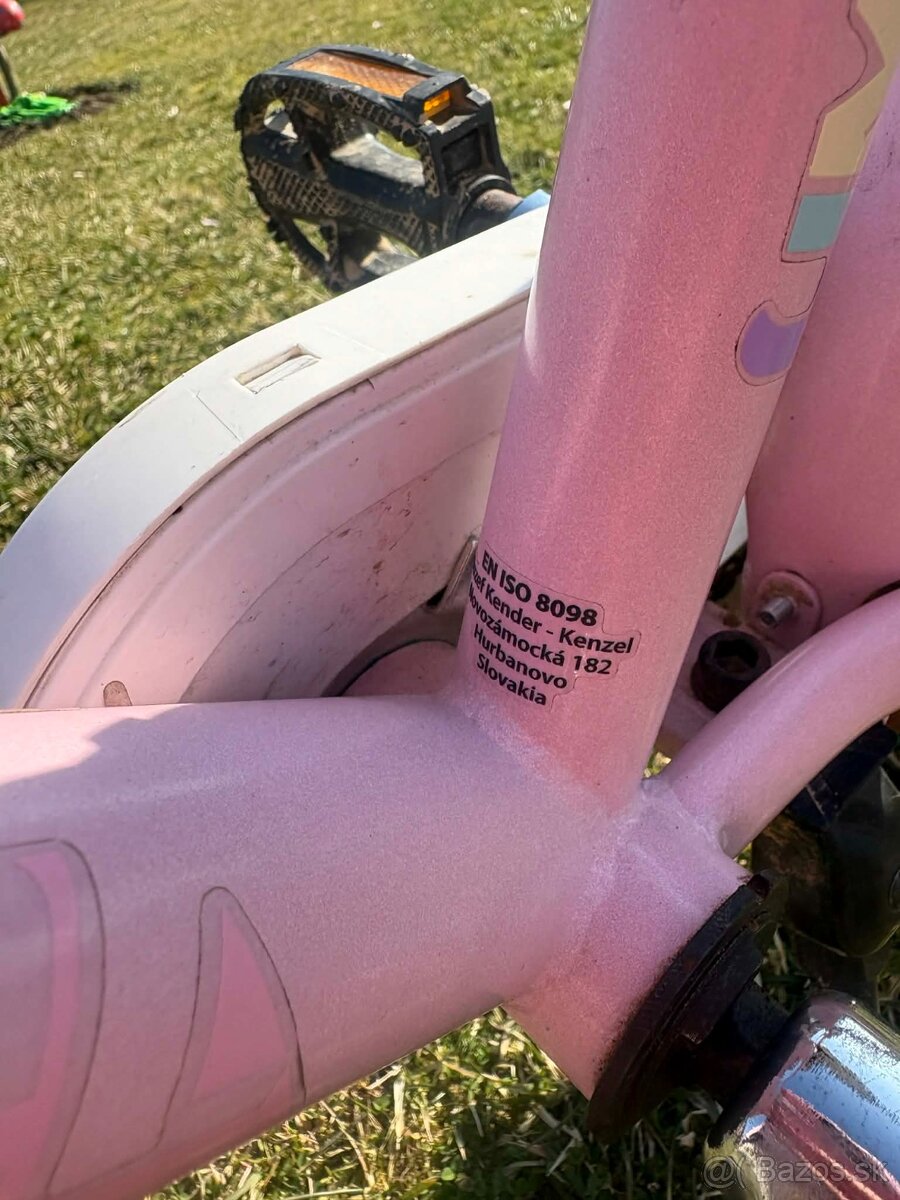 EN ISO 8098
Kender - Kenzel
Novozámocká 182
Hurbanovo
Slovakia
@ Bazos.sk